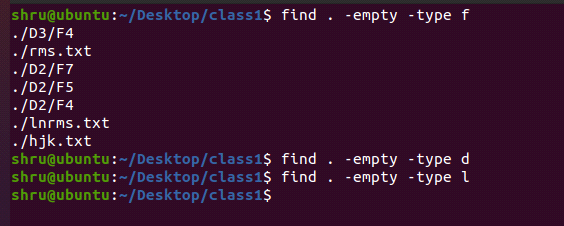 shru@ubuntu:~/Desktop/class1$ find . -empty -type f
./D3/F4
./rms.txt
./D2/F7
./D2/F5
./D2/F4
./lnrms.txt
./hjk.txt
shru@ubuntu:~/Desktop/class1$ find . -empty -type d
shru@ubuntu:~/Desktop/class1$ find . -empty -type l
shru@ubuntu:~/Desktop/class1$